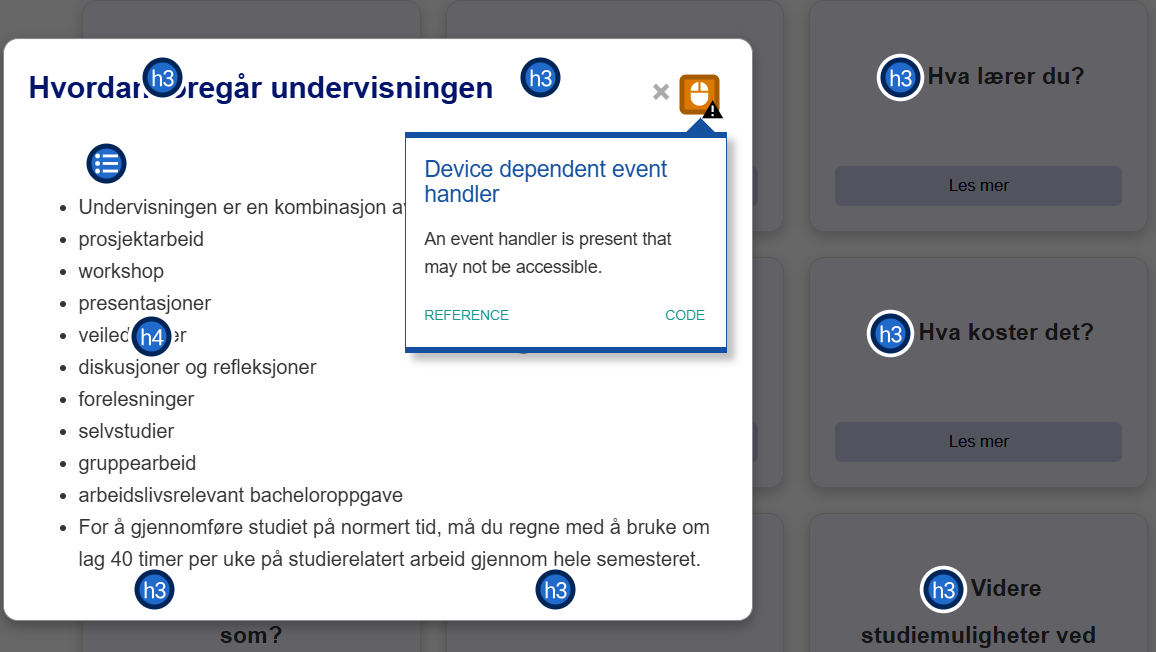 Hvordan foregår undervisningen
h3
h3
×
h3 Hva lærer du?
Les mer
Device dependent event
handler
An event handler is present that
may not be accessible.
REFERENCE
CODE
• Undervisningen er en kombinasjon
• prosjektarbeid
• workshop
• presentasjoner
• veiled
h4
• diskusjoner og refleksjoner
• forelesninger
• selvstudier
• gruppearbeid
• arbeidslivsrelevant bacheloroppgave
• For å gjennomføre studiet på normert tid, må du regne med å bruke om
lag 40 timer per uke på studierelatert arbeid gjennom hele semesteret.
h3
h3
h3 Hva koster det?
Les mer
som?
h3 Videre
studiemuligheter ved